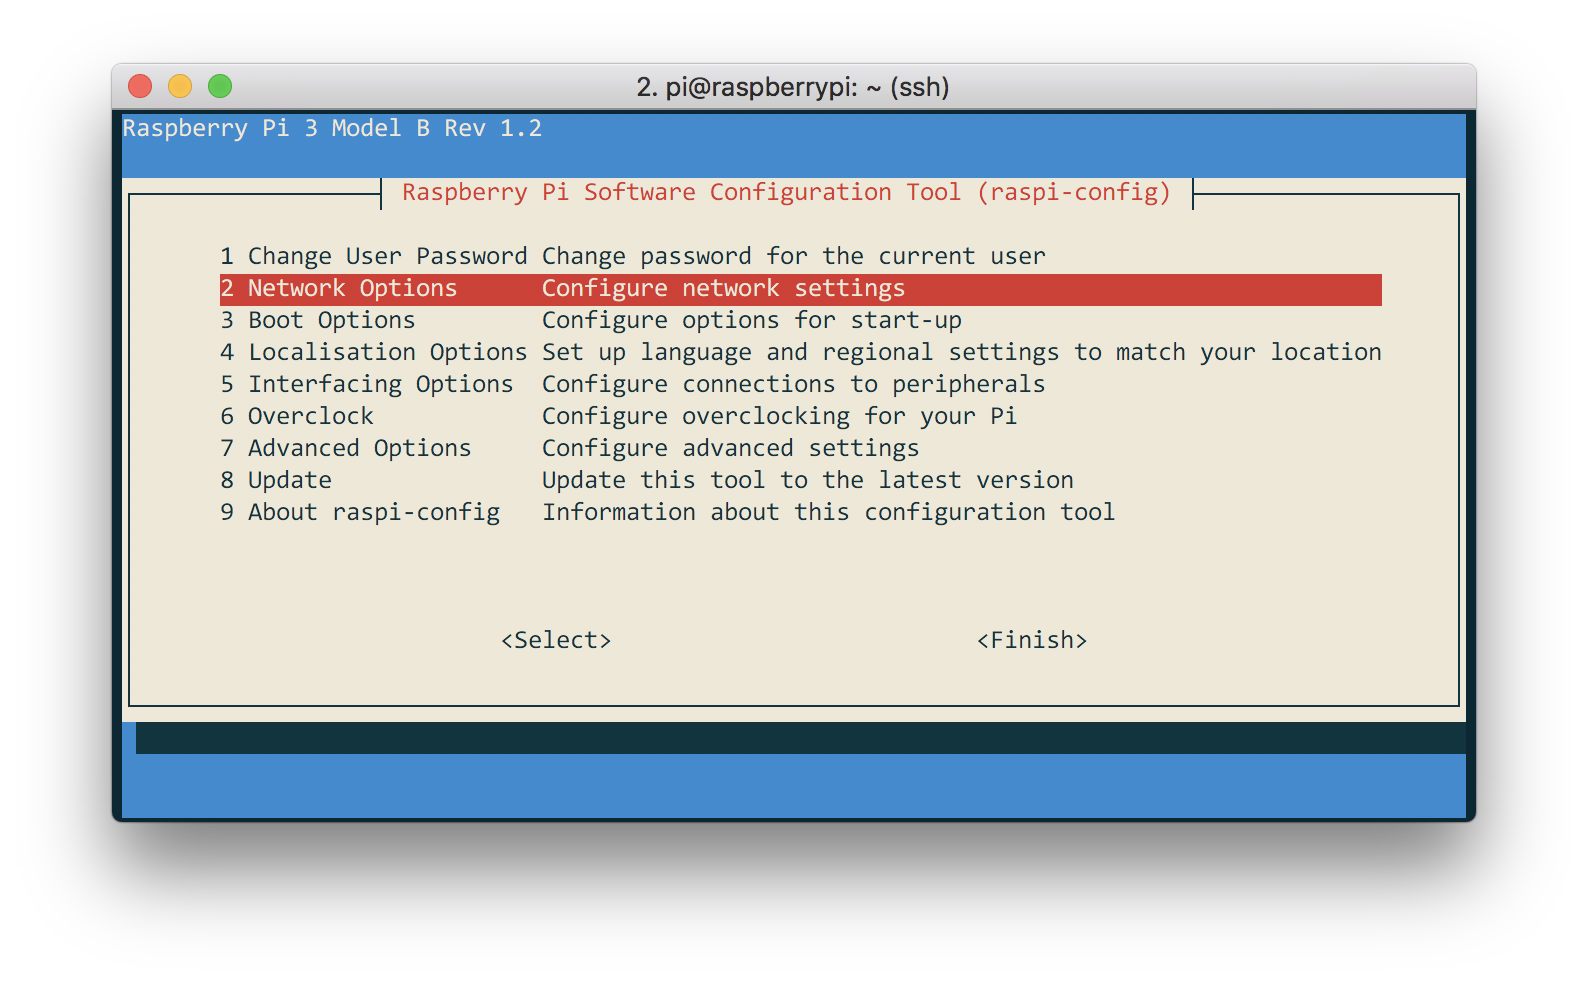 2. pi@raspberrypi: ~ (ssh)
Raspberry Pi 3 Model B Rev 1.2
Raspberry Pi Software Configuration Tool (raspi-config)
1 Change User Password Change password for the current user
2 Network Options Configure network settings
3 Boot Options Configure options for start-up
4 Localisation Options Set up language and regional settings to match your location
5 Interfacing Options Configure connections to peripherals
6 Overclock Configure overclocking for your Pi
7 Advanced Options Configure advanced settings
8 Update Update this tool to the latest version
9 About raspi-config Information about this configuration tool
<Select> <Finish>